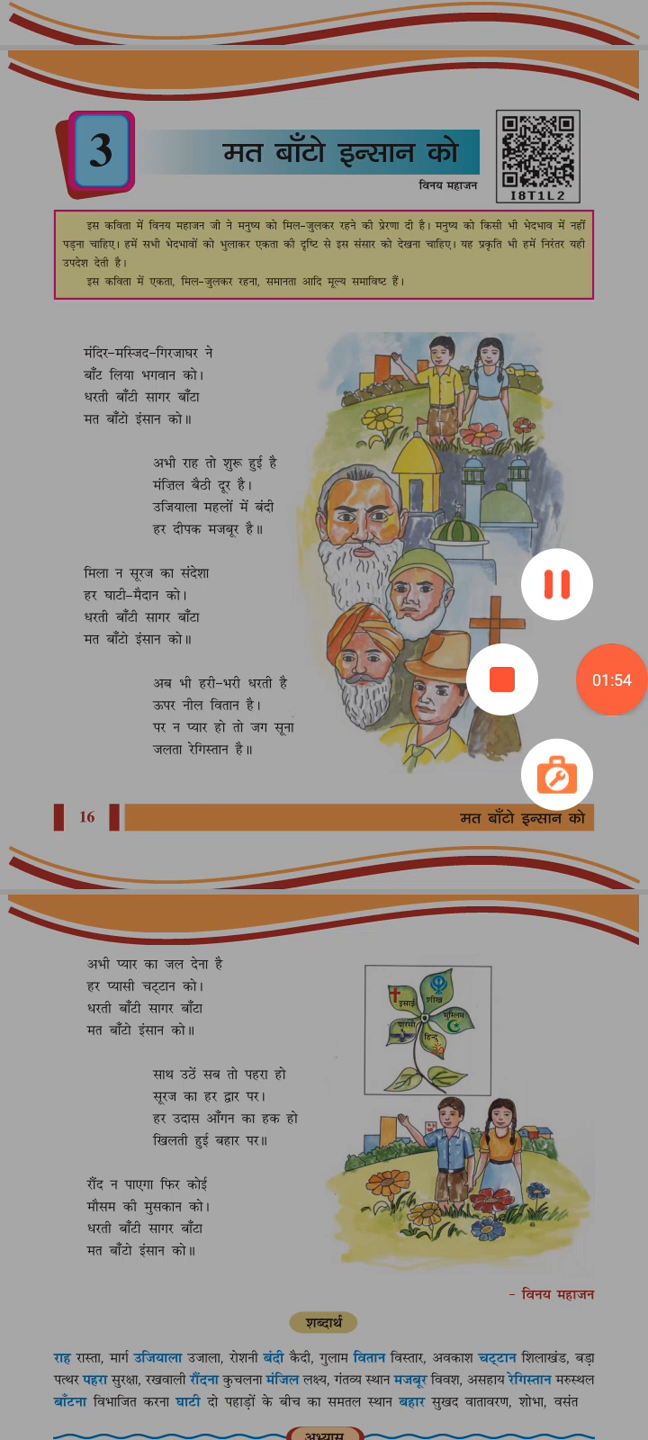 3
मत बाँटो इन्सान को
विनय महाजन
I8T1L2
इस कविता में विनय महाजन जी ने मनुष्य को मिल-जुलकर रहने की प्रेरणा दी है। मनुष्य को किसी भी भेदभाव में नहीं
पड़ना चाहिए। हमें सभी भेदभावों को भुलाकर एकता की दृष्टि से इस संसार को देखना चाहिए। यह प्रकृति भी हमें निरंतर यही
उपदेश देती है।
इस कविता में एकता, मिल-जुलकर रहना, समानता आदि मूल्य समाविष्ट हैं।
मंदिर-मस्जिद-गिरजाघर ने
बाँट लिया भगवान को।
धरती बाँटी सागर बाँटा
मत बाँटो इंसान को॥
अभी राह तो शुरू हुई है
मंज़िल बैठी दूर है।
उजियाला महलों में बंदी
हर दीपक मजबूर है॥
मिला न सूरज का संदेशा
हर घाटी-मैदान को।
धरती बाँटी सागर बाँटा
मत बाँटो इंसान को॥
अब भी हरी-भरी धरती है
ऊपर नील वितान है।
पर न प्यार हो तो जग सूना
जलता रेगिस्तान है॥
01:54
16
मत बाँटो इन्सान को
अभी प्यार का जल देना है
हर प्यासी चट्टान को।
धरती बाँटी सागर बाँटा
मत बाँटो इंसान को॥
साथ उठें सब तो पहरा हो
सूरज का हर द्वार पर।
हर उदास आँगन का हक हो
खिलती हुई बहार पर॥
रौंद न पाएगा फिर कोई
मौसम की मुसकान को।
धरती बाँटी सागर बाँटा
मत बाँटो इंसान को॥
इसाई
शीख
मुस्लिम
पारसी
हिन्दु
- विनय महाजन
शब्दार्थ
राह रास्ता, मार्ग उजियाला उजाला, रोशनी बंदी कैदी, गुलाम वितान विस्तार, अवकाश चट्टान शिलाखंड, बड़ा
पत्थर पहरा सुरक्षा, रखवाली रौंदना कुचलना मंजिल लक्ष्य, गंतव्य स्थान मजबूर विवश, असहाय रेगिस्तान मरुस्थल
बाँटना विभाजित करना घाटी दो पहाड़ों के बीच का समतल स्थान बहार सुखद वातावरण, शोभा, वसंत
अभ्यास